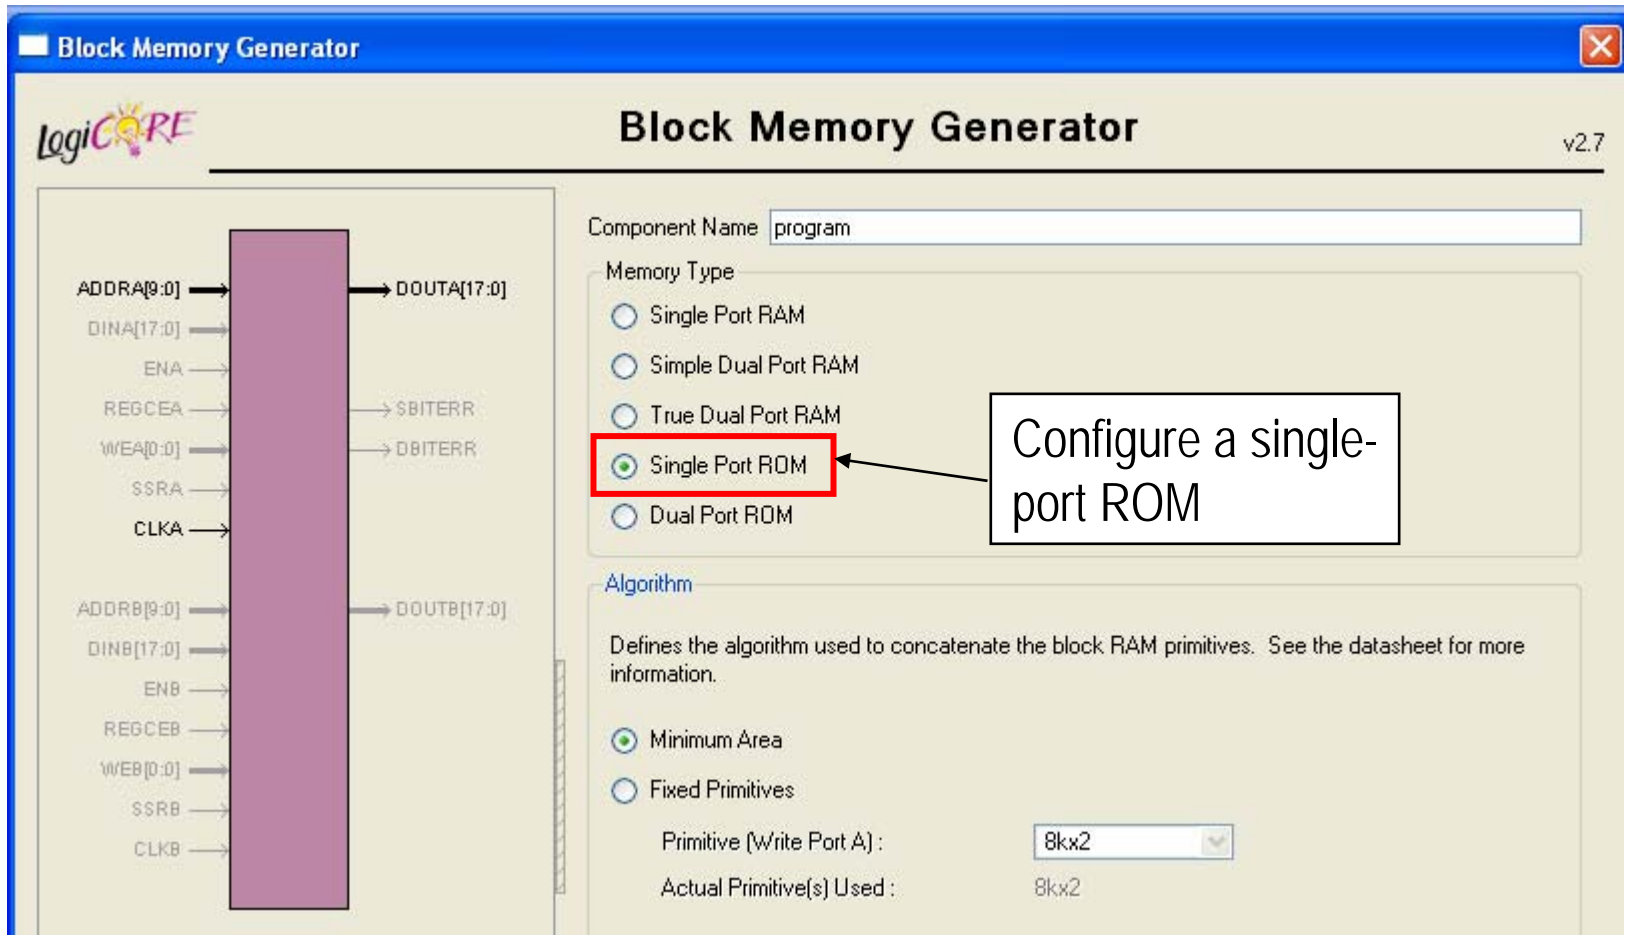 Block Memory Generator
LogiCORE
Block Memory Generator
v2.7
ADDRA[9:0]
DOUTA[17:0]
DINA[17:0]
ENA
REGCEA
SBITERR
WEA[0:0]
DBITERR
SSRA
CLKA
ADDRB[9:0]
DOUTB[17:0]
DINB[17:0]
ENB
REGCEB
WEB[0:0]
SSRB
CLKB
Component Name program
Memory Type
Single Port RAM
Simple Dual Port RAM
True Dual Port RAM
Single Port ROM
Dual Port ROM
Configure a single-
port ROM
Algorithm
Defines the algorithm used to concatenate the block RAM primitives. See the datasheet for more
information.
Minimum Area
Fixed Primitives
Primitive (Write Port A) : 8kx2
Actual Primitive(s) Used : 8kx2